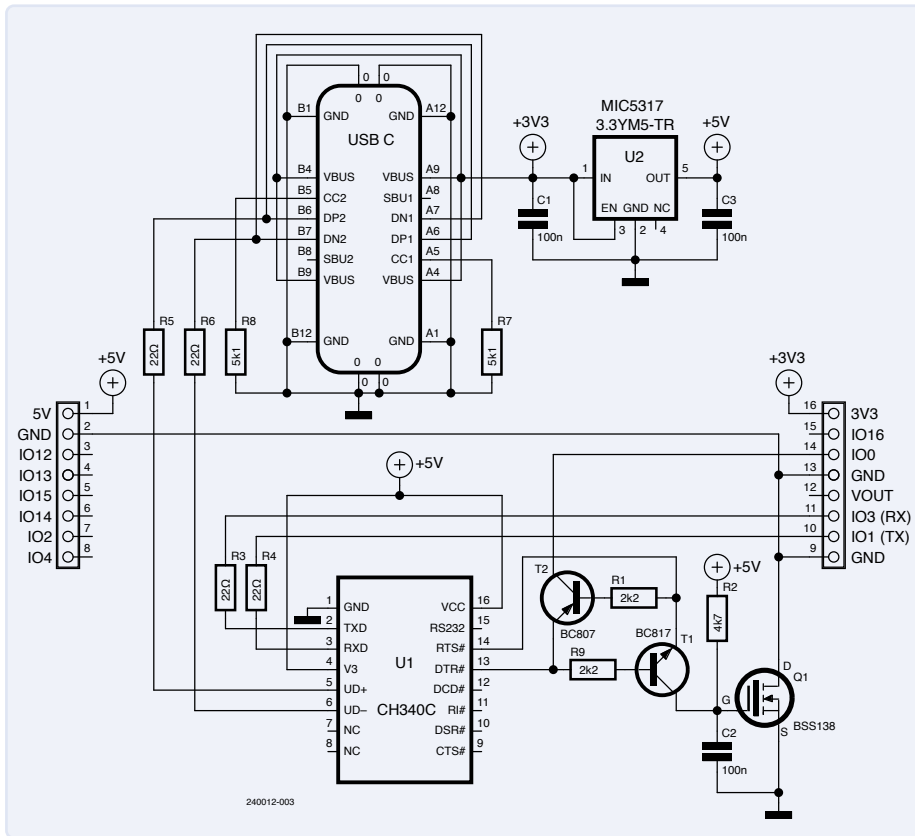 0 0
0 0
B1 GND
GND A12
USB C
B4 VBUS
VBUS A9
B5 CC2
SBU1 A8
B6 DP2
DN1 A7
B7 DN2
DP1 A6
B8 SBU2
CC1 A5
B9 VBUS
VBUS A4
B12 GND
GND A1
0 0
0 0
+3V3
MIC5317
3.3YM5-TR
+5V
U2
1 IN
OUT 5
EN GND NC
3 2 4
C1
100n
C3
100n
R5
22Ω
R6
22Ω
R8
5k1
R7
5k1
+5V
5V 1
GND 2
IO12 3
IO13 4
IO15 5
IO14 6
IO2 7
IO4 8
+3V3
16 3V3
15 IO16
14 IO0
13 GND
12 VOUT
11 IO3 (RX)
10 IO1 (TX)
9 GND
+5V
R3
22Ω
R4
22Ω
1 GND
VCC 16
2 TXD
RS232 15
3 RXD
RTS# 14
4 V3
DTR# 13
U1
5 UD+
DCD# 12
6 UD–
RI# 11
CH340C
7 NC
DSR# 10
8 NC
CTS# 9
T2
BC807
R1
2k2
R9
2k2
BC817
T1
+5V
R2
4k7
D
Q1
G
BSS138
S
C2
100n
240012-003